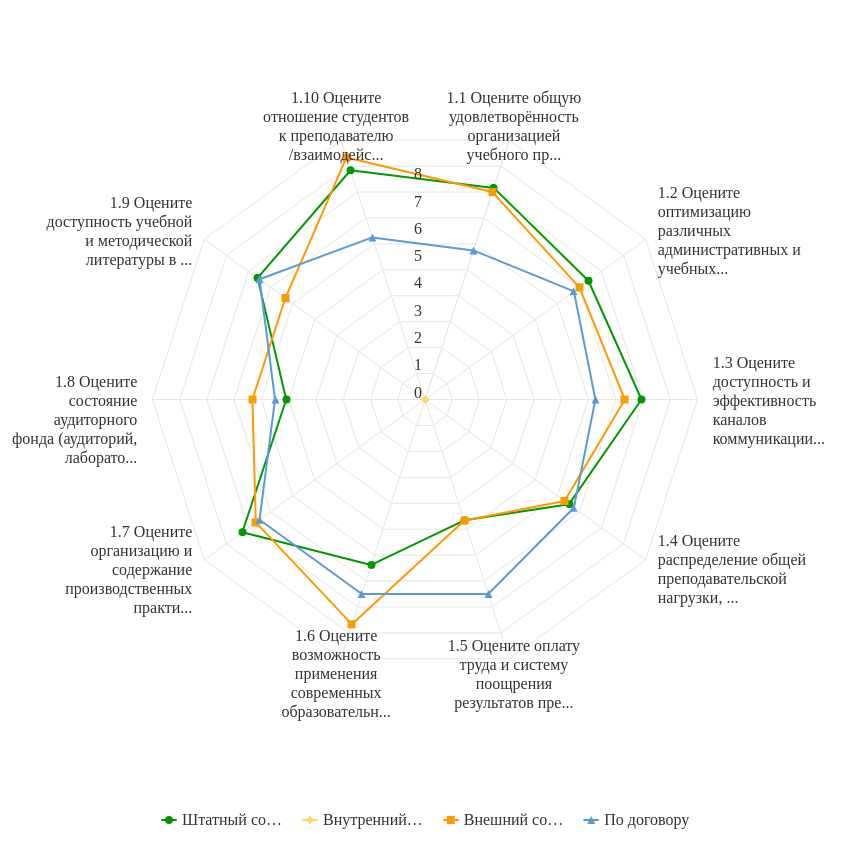 1.10 Оцените
отношение студентов
к преподавателю
/взаимодейс...
1.1 Оцените общую
удовлетворённость
организацией
учебного пр...
1.2 Оцените
оптимизацию
различных
административных и
учебных...
1.3 Оцените
доступность и
эффективность
каналов
коммуникации...
1.4 Оцените
распределение общей
преподавательской
нагрузки, ...
1.5 Оцените оплату
труда и систему
поощрения
результатов пре...
1.6 Оцените
возможность
применения
современных
образовательн...
1.7 Оцените
организацию и
содержание
производственных
практи...
1.8 Оцените
состояние
аудиторного
фонда (аудиторий,
лаборато...
1.9 Оцените
доступность учебной
и методической
литературы в ...
8
7
6
5
4
3
2
1
0
Штатный со… Внутренний… Внешний со… По договору